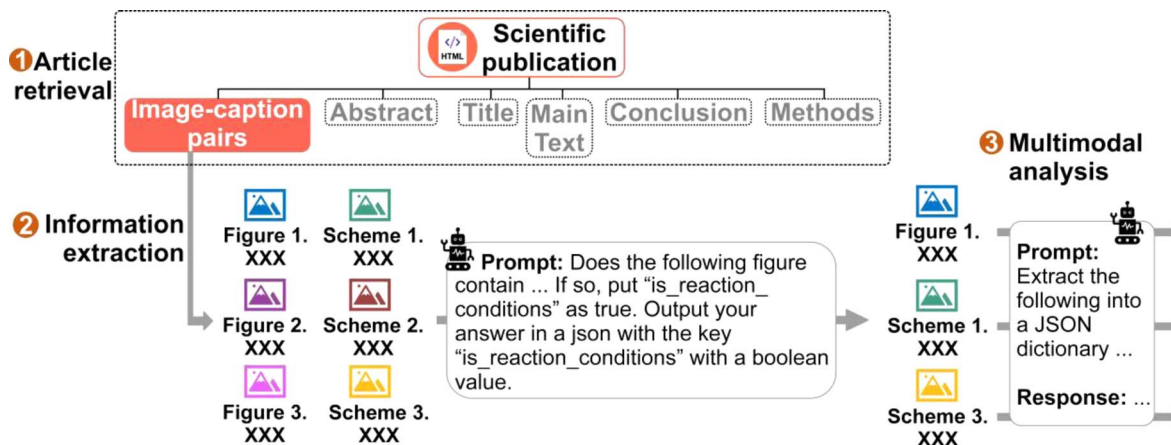 1 Article
retrieval
HTML
Scientific
publication
Image-caption
pairs
Abstract
Title
Main
Text
Conclusion
Methods
2 Information
extraction
Figure 1.
XXX
Scheme 1.
XXX
Figure 2.
XXX
Scheme 2.
XXX
Figure 3.
XXX
Scheme 3.
XXX
Prompt: Does the following figure
contain ... If so, put “is_reaction_
conditions” as true. Output your
answer in a json with the key
“is_reaction_conditions” with a boolean
value.
3 Multimodal
analysis
Figure 1.
XXX
Scheme 1.
XXX
Scheme 3.
XXX
Prompt:
Extract the
following into
a JSON
dictionary ...
Response: ...